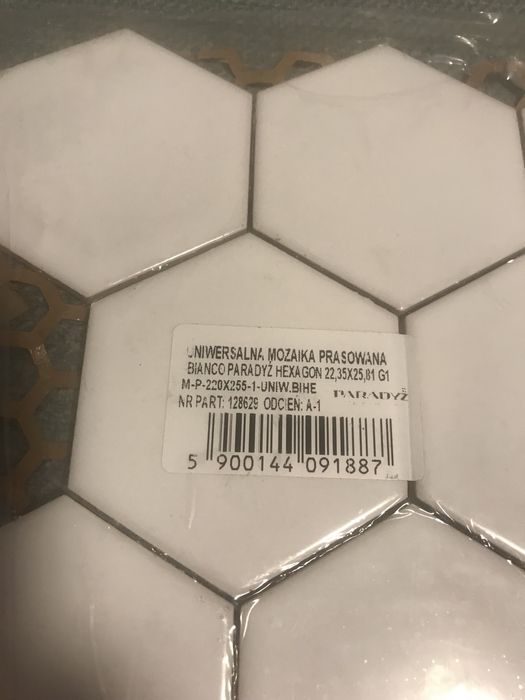 UNIWERSALNA MOZAIKA PRASOWANA
BIANCO PARADYŻ HEXAGON 22,35X25,81 G1
M-P-220X255-1-UNIW.BIHE
PARADYŻ
NR PART: 128629 ODCIEŃ: A-1
5 900144 091887